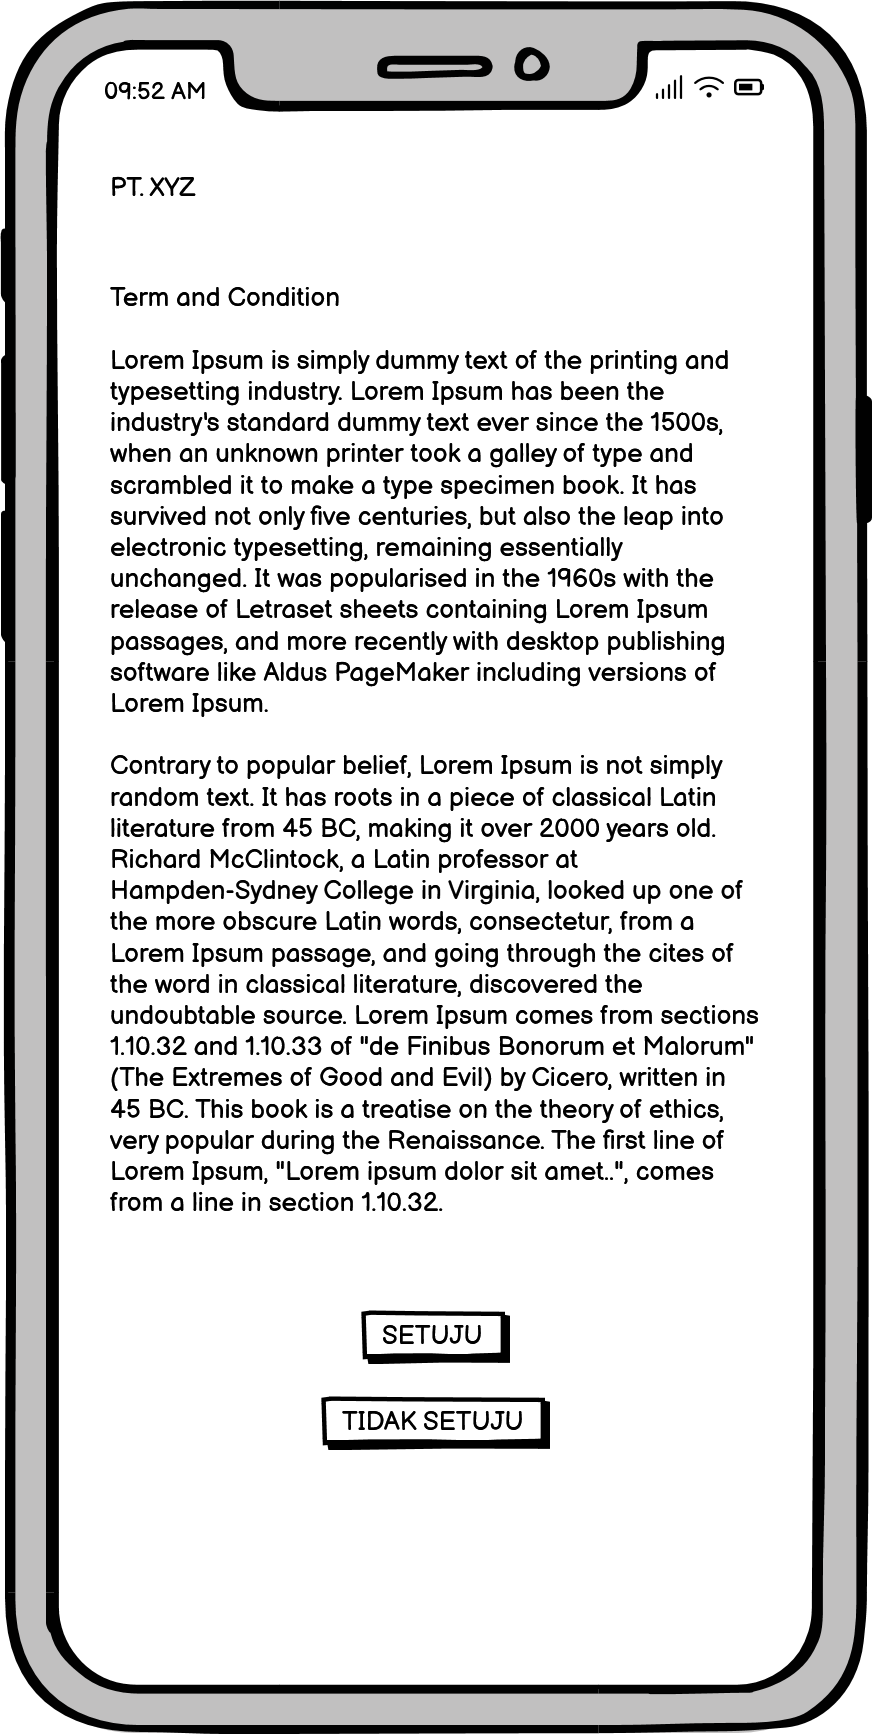 09:52 AM
PT. XYZ
Term and Condition
Lorem Ipsum is simply dummy text of the printing and
typesetting industry. Lorem Ipsum has been the
industry's standard dummy text ever since the 1500s,
when an unknown printer took a galley of type and
scrambled it to make a type specimen book. It has
survived not only five centuries, but also the leap into
electronic typesetting, remaining essentially
unchanged. It was popularised in the 1960s with the
release of Letraset sheets containing Lorem Ipsum
passages, and more recently with desktop publishing
software like Aldus PageMaker including versions of
Lorem Ipsum.
Contrary to popular belief, Lorem Ipsum is not simply
random text. It has roots in a piece of classical Latin
literature from 45 BC, making it over 2000 years old.
Richard McClintock, a Latin professor at
Hampden-Sydney College in Virginia, looked up one of
the more obscure Latin words, consectetur, from a
Lorem Ipsum passage, and going through the cites of
the word in classical literature, discovered the
undoubtable source. Lorem Ipsum comes from sections
1.10.32 and 1.10.33 of "de Finibus Bonorum et Malorum"
(The Extremes of Good and Evil) by Cicero, written in
45 BC. This book is a treatise on the theory of ethics,
very popular during the Renaissance. The first line of
Lorem Ipsum, "Lorem ipsum dolor sit amet..", comes
from a line in section 1.10.32.
SETUJU
TIDAK SETUJU